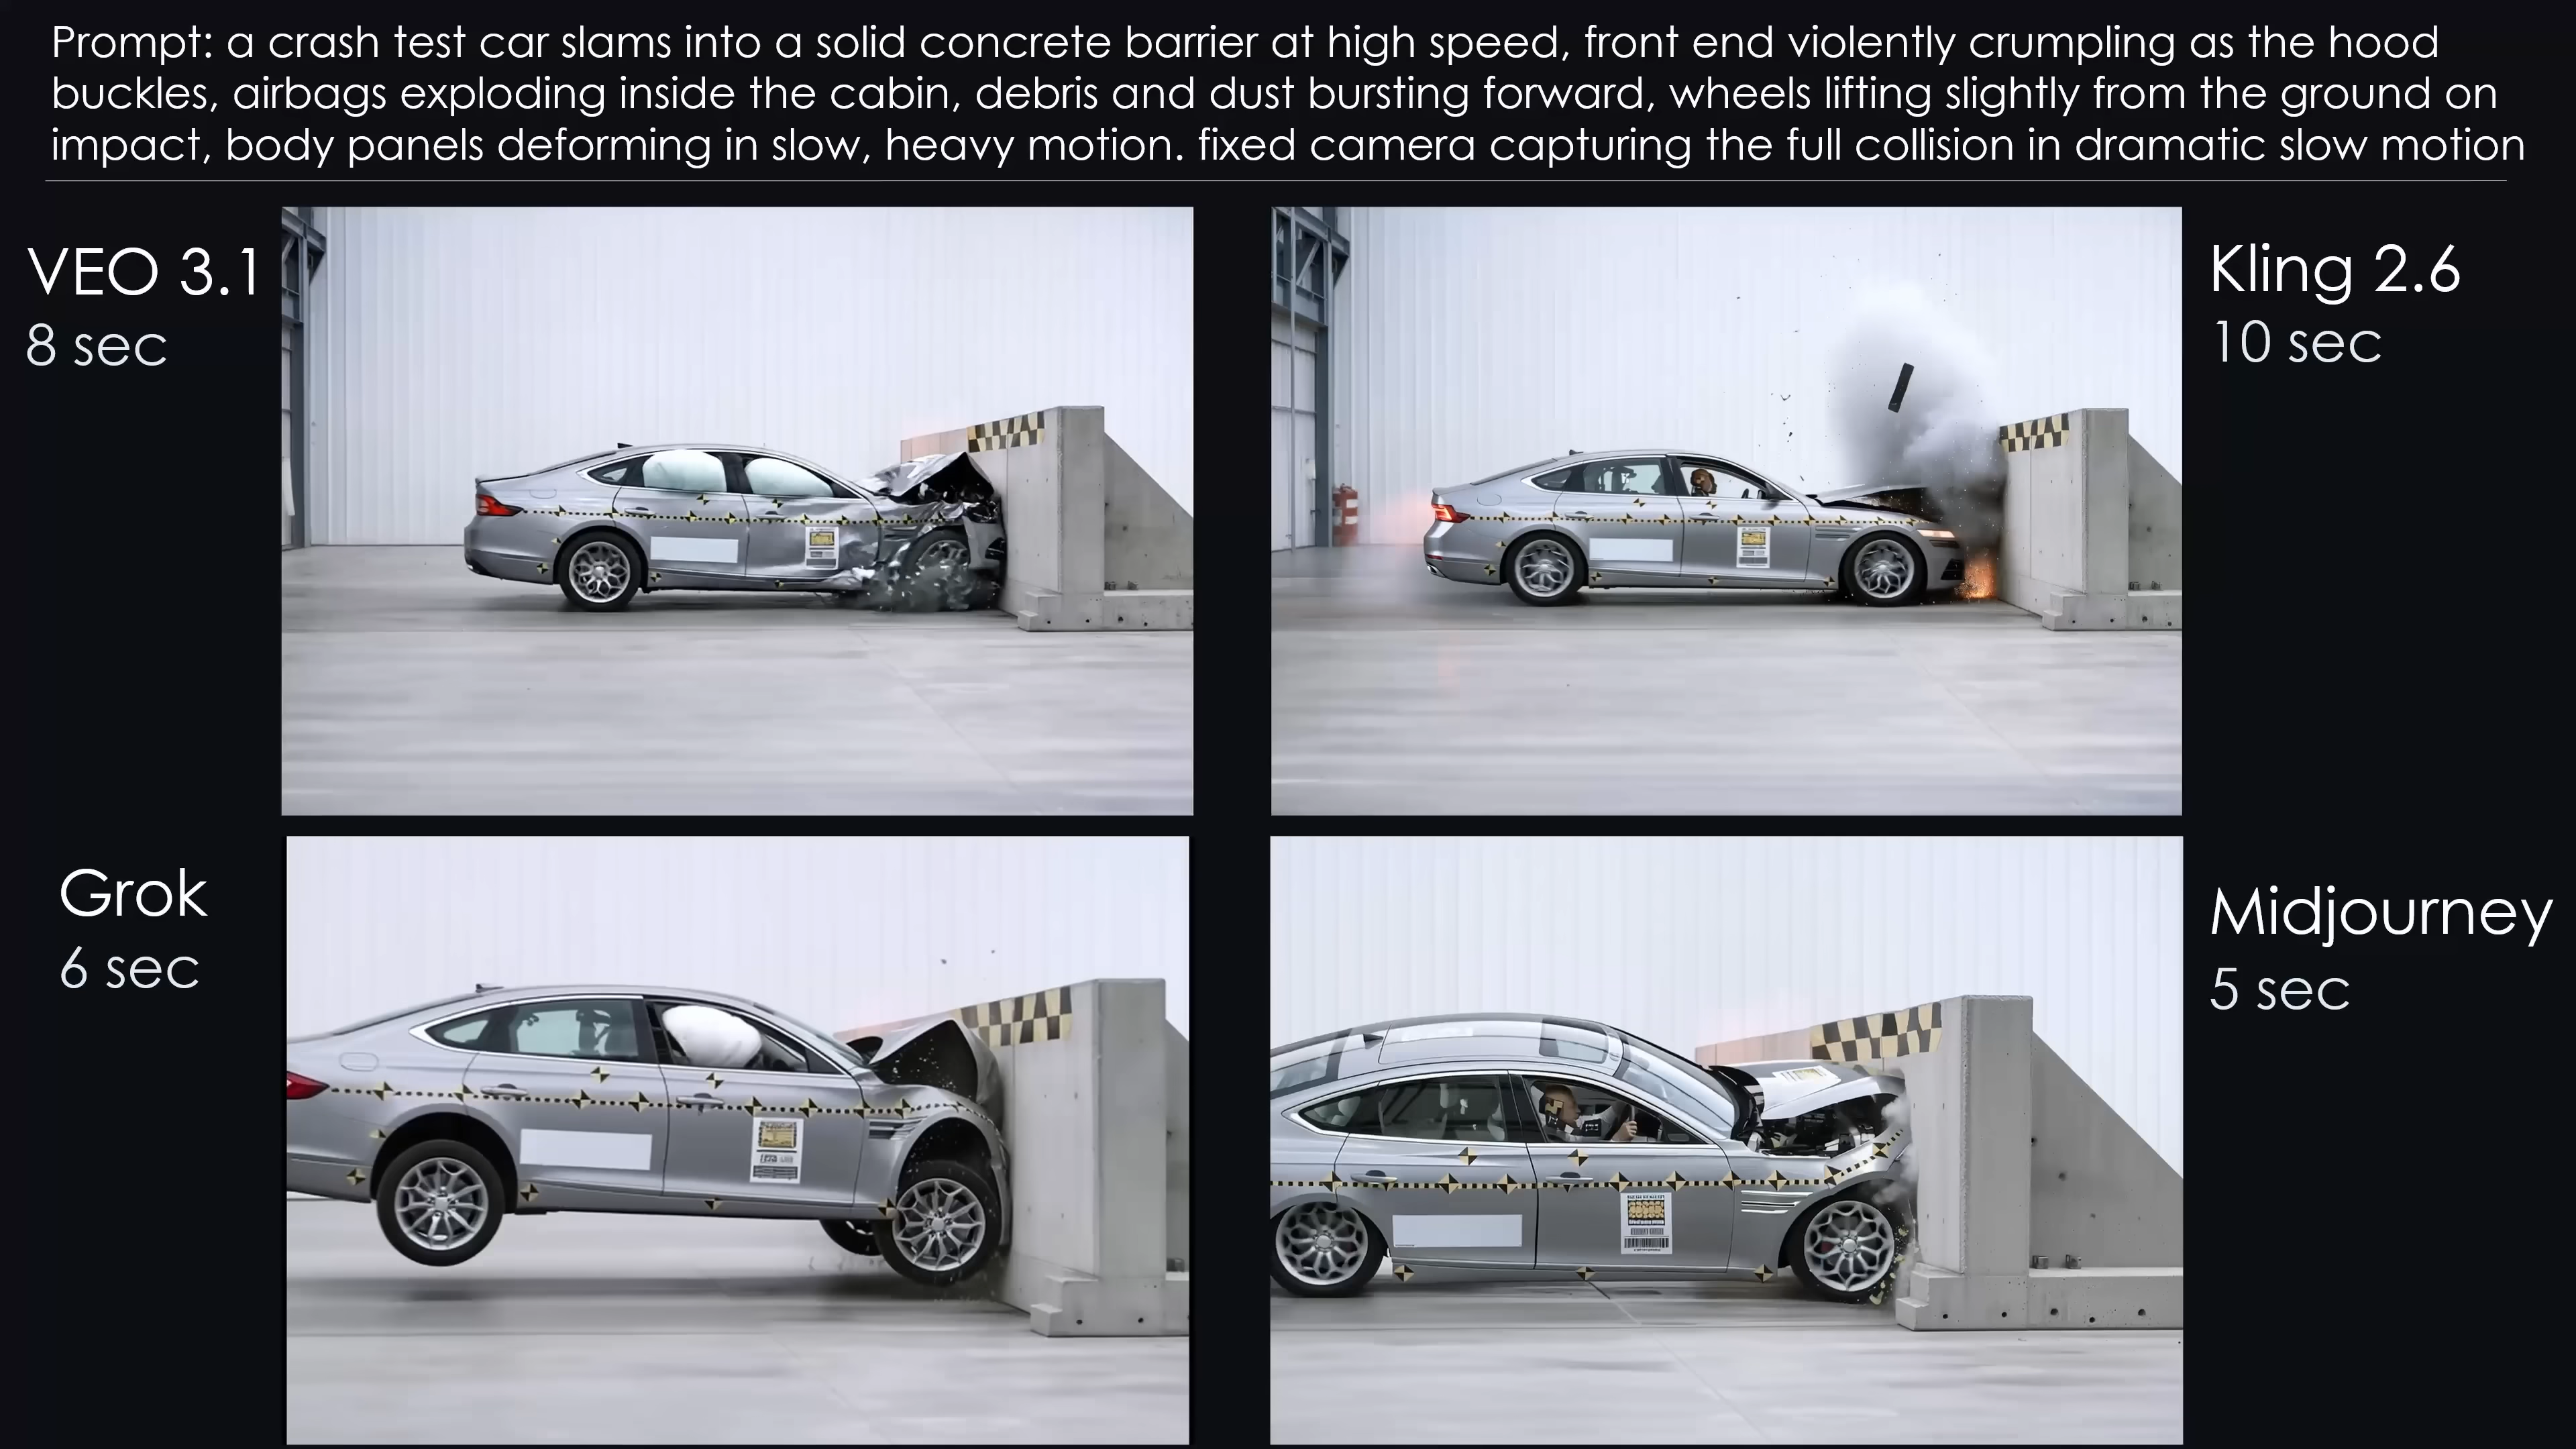 Prompt: a crash test car slams into a solid concrete barrier at high speed, front end violently crumpling as the hood
buckles, airbags exploding inside the cabin, debris and dust bursting forward, wheels lifting slightly from the ground on
impact, body panels deforming in slow, heavy motion. fixed camera capturing the full collision in dramatic slow motion
VEO 3.1
8 sec
Kling 2.6
10 sec
Grok
6 sec
Midjourney
5 sec